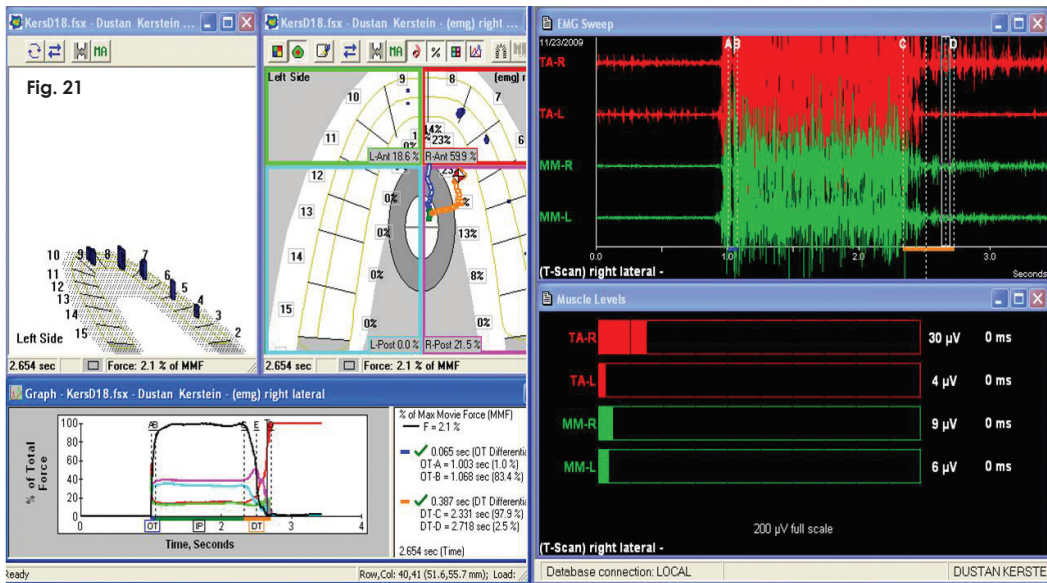 KersD18.fsx - Dustan Kerstein ...
MA
Fig. 21
10
9
8
7
11
6
12
5
13
4
14
3
15
2
Left Side
2.654 sec
Force: 2.1 % of MMF
KersD18.fsx - Dustan Kerstein - (emg) right ...
MA
%
Left Side
(emg) r
9
8
10
7
11
6
14%
23%
L-Ant 18.6 %
R-Ant 59.9 %
12
23
0%
13
0%
13%
14
0%
8%
15
0%
0%
L-Post 0.0 %
R-Post 21.5 %
2.654 sec
Force: 2.1 % of MMF
Graph - KersD18.fsx - Dustan Kerstein - (emg) right lateral
% of Total
Force
100
80
60
40
20
0
0
2
3
4
A
B
C
E
D
OT
IP
DT
Time, Seconds
% of Max Movie Force (MMF)
F = 2.1 %
0.065 sec (OT Differentia
OT-A = 1.003 sec (1.0 %)
OT-B = 1.068 sec (83.4 %)
0.387 sec (DT Differentia
DT-C = 2.331 sec (97.9 %)
DT-D = 2.718 sec (2.5 %)
2.654 sec (Time)
Ready
Row,Col: 40,41 (51.6,55.7 mm); Load:
EMG Sweep
11/23/2009
A
B
C
D
TA-R
TA-L
MM-R
MM-L
0.0
1.0
2.0
3.0
Seconds
(T-Scan) right lateral -
Muscle Levels
TA-R
30 µV
0 ms
TA-L
4 µV
0 ms
MM-R
9 µV
0 ms
MM-L
6 µV
0 ms
200 µV full scale
(T-Scan) right lateral -
Database connection: LOCAL
DUSTAN KERSTE